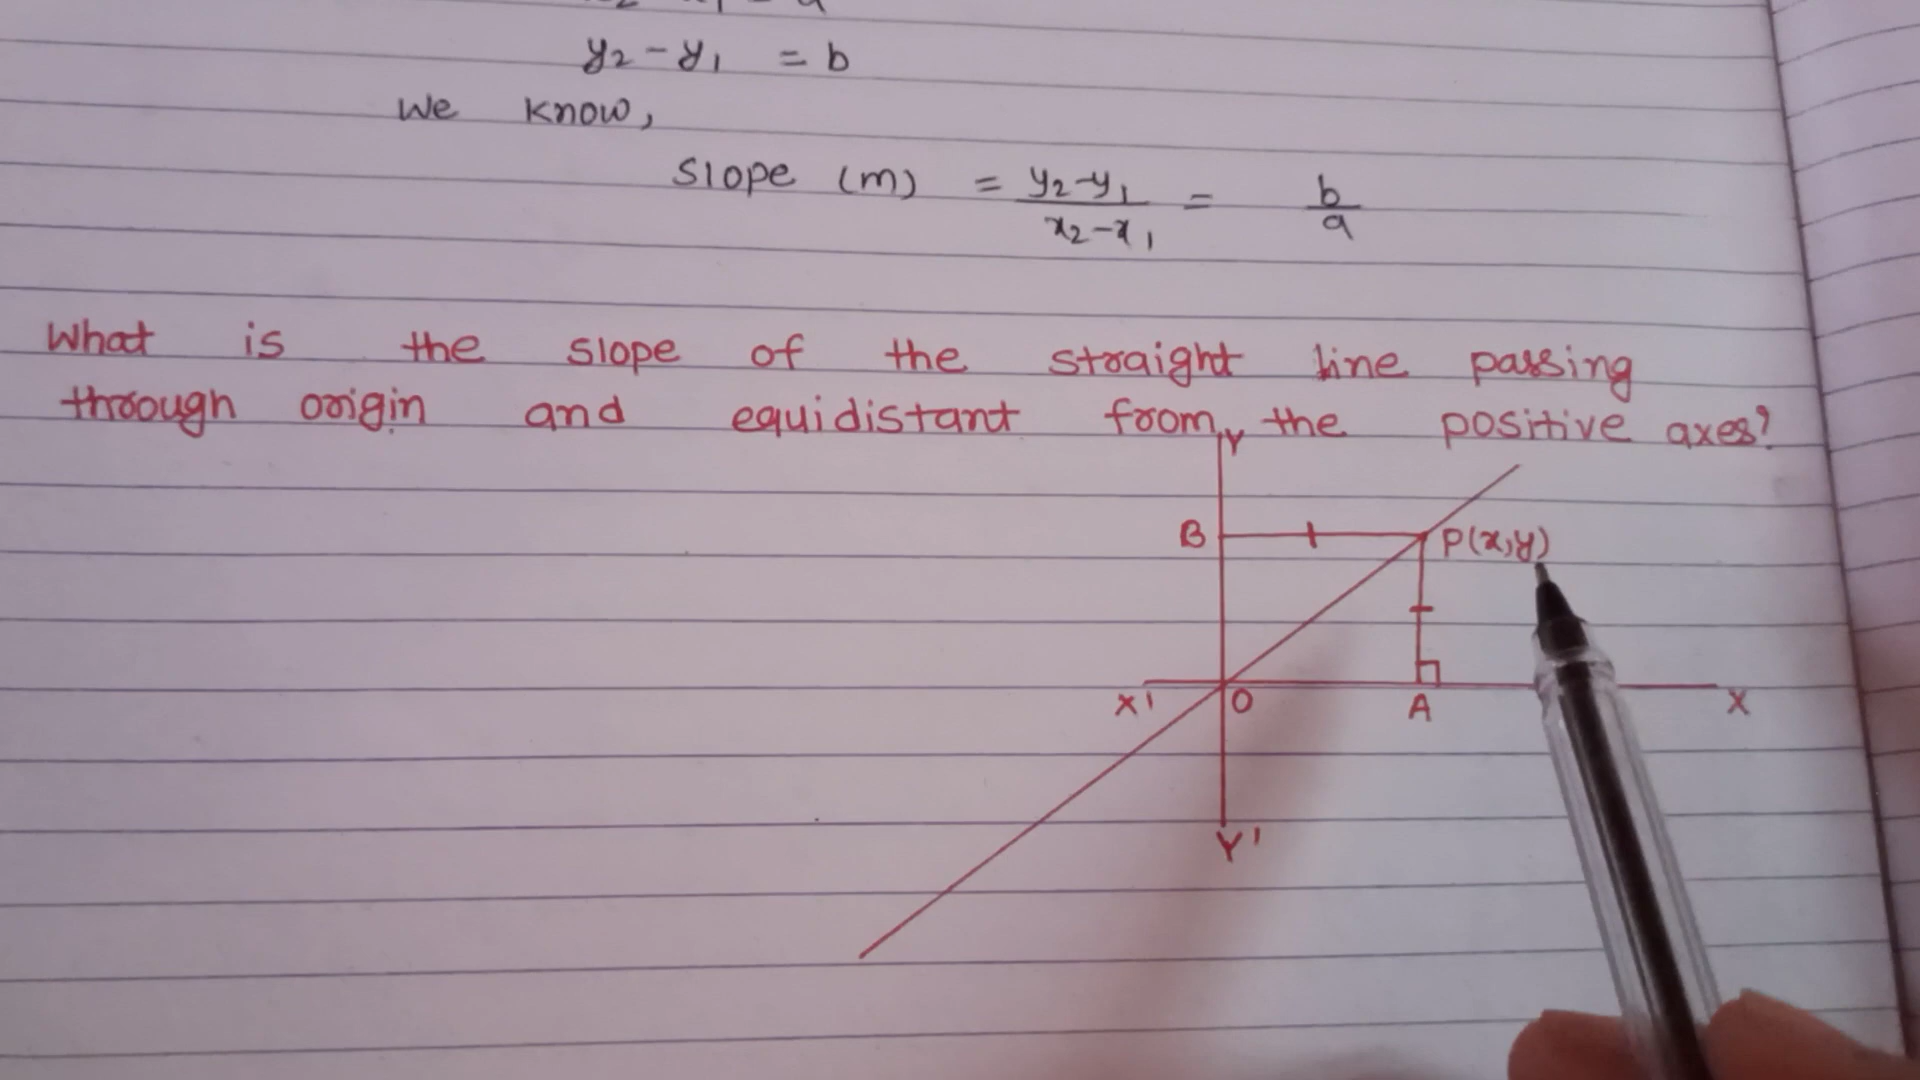 y₂ - y₁ = b
We know,
Slope (m) = y₂-y₁ / x₂-x₁ = b / a
What is the slope of the straight line passing
through origin and equidistant from the positive axes?
Y
B
P(x,y)
X'
O
A
X
Y'